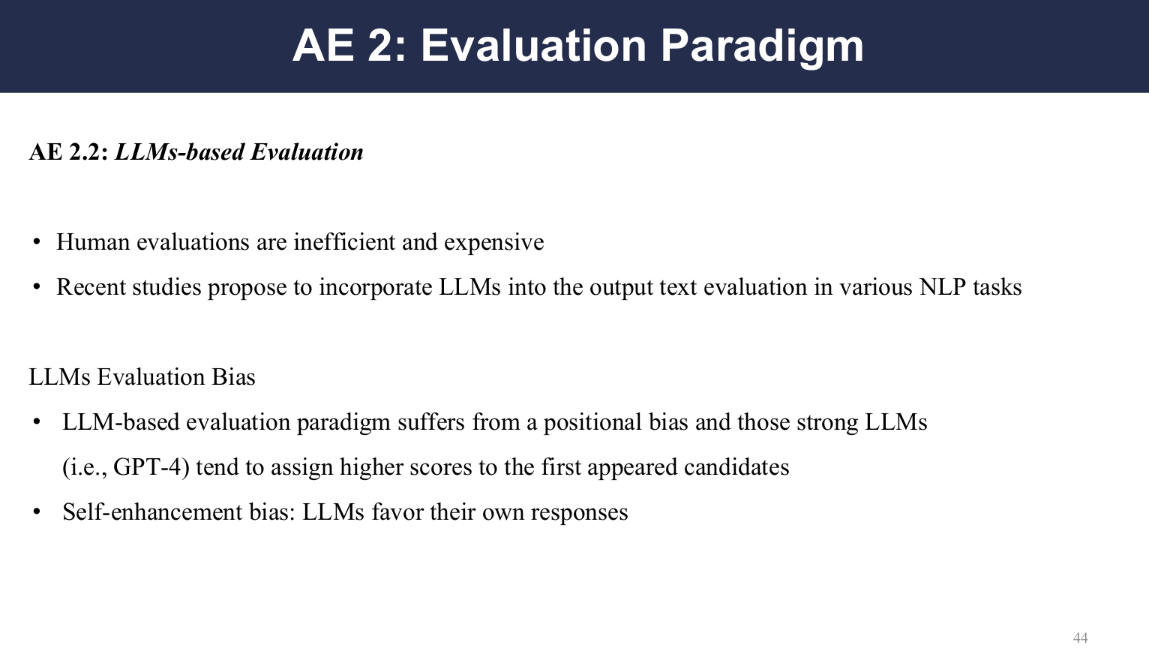 AE 2: Evaluation Paradigm
AE 2.2: LLMs-based Evaluation
• Human evaluations are inefficient and expensive
• Recent studies propose to incorporate LLMs into the output text evaluation in various NLP tasks
LLMs Evaluation Bias
• LLM-based evaluation paradigm suffers from a positional bias and those strong LLMs
(i.e., GPT-4) tend to assign higher scores to the first appeared candidates
• Self-enhancement bias: LLMs favor their own responses
44